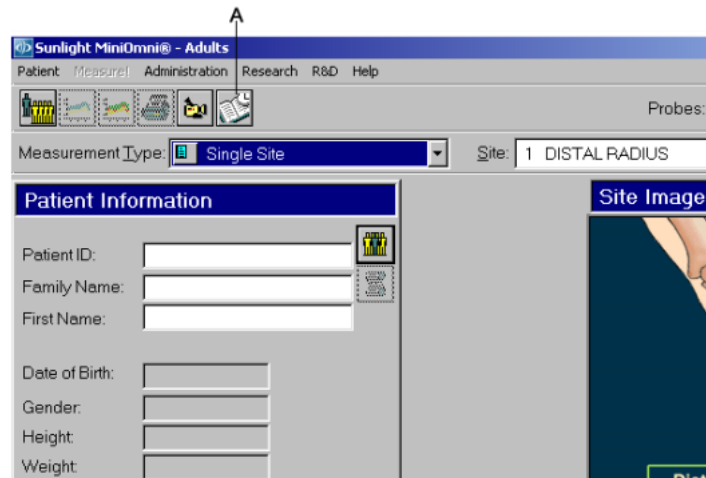 A
Sunlight MiniOmni® - Adults
Patient Measure! Administration Research R&D Help
Probes:
Measurement Type: Single Site Site: 1 DISTAL RADIUS
Patient Information Site Image
Patient ID:
Family Name:
First Name:
Date of Birth:
Gender:
Height:
Weight: